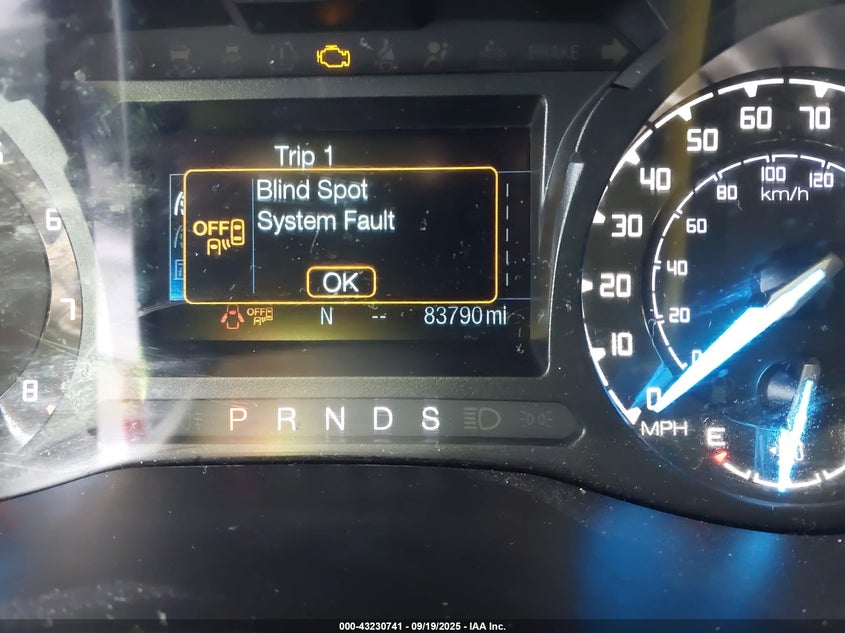 BRAKE
Trip 1
Blind Spot
System Fault
OFF
OK
OFF
N -- 83790 mi
P R N D S
6
7
8
0 10 20 30 40 50 60 70
MPH
20 40 60 80 100 120
km/h
E
000-43230741 - 09/19/2025 - IAA Inc.